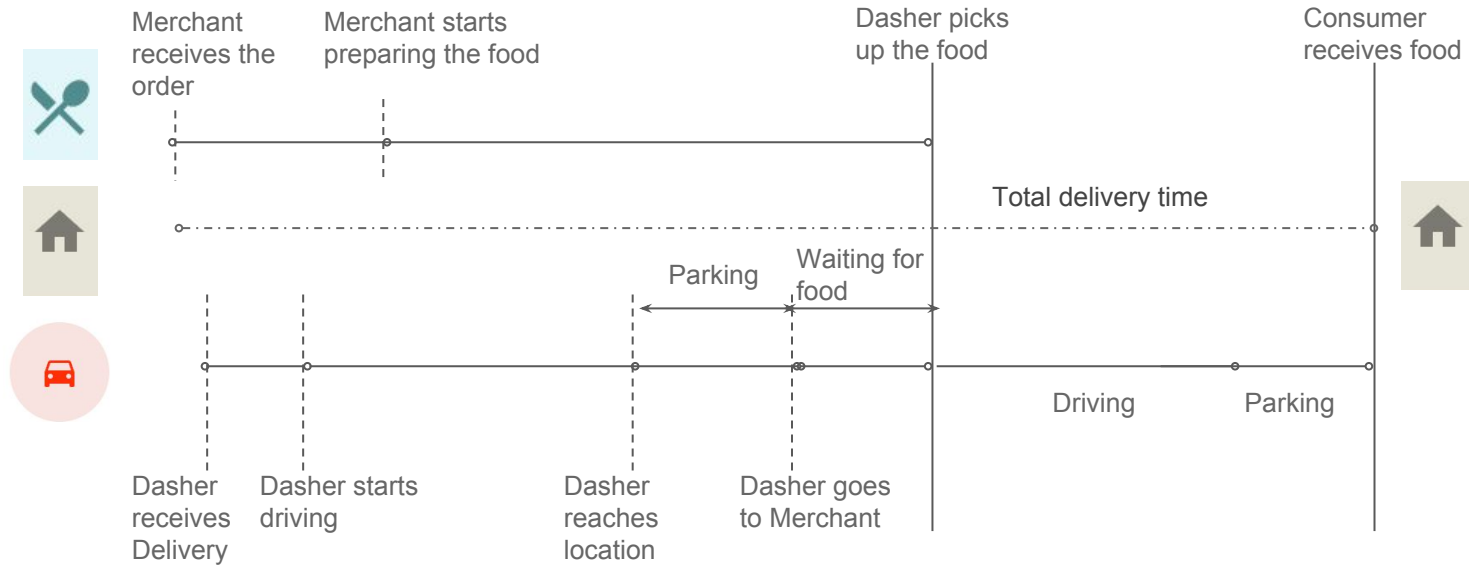 Merchant
receives the
order
Merchant starts
preparing the food
Dasher picks
up the food
Consumer
receives food
Total delivery time
Parking
Waiting for
food
Driving
Parking
Dasher
receives
Delivery
Dasher starts
driving
Dasher
reaches
location
Dasher goes
to Merchant